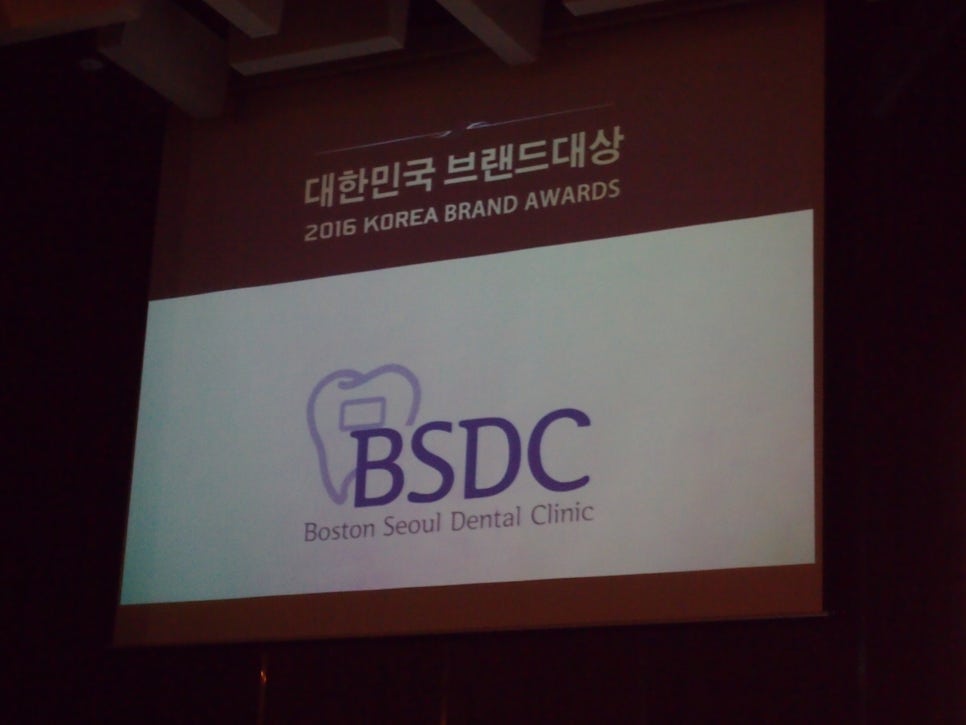 대한민국 브랜드대상
2016 KOREA BRAND AWARDS
BSDC
Boston Seoul Dental Clinic